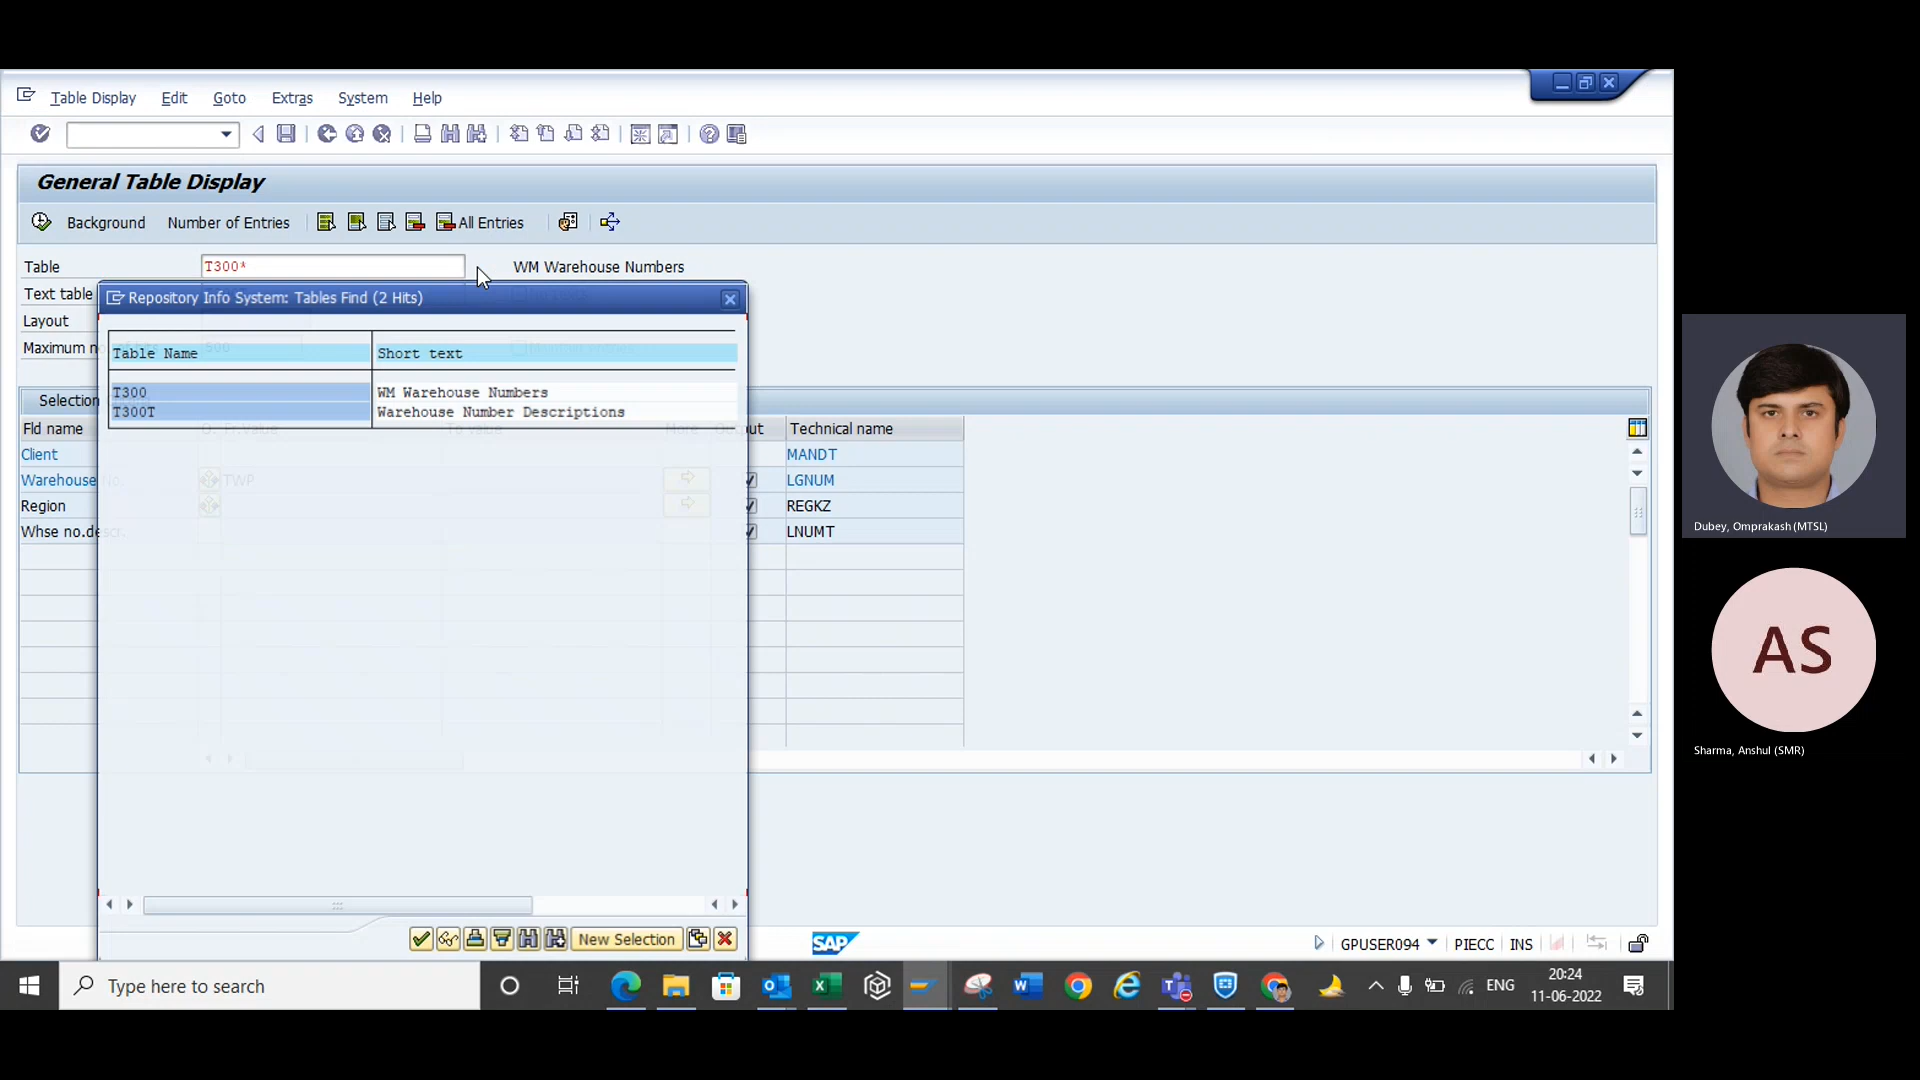 Table Display Edit Goto Extras System Help
General Table Display
Background Number of Entries All Entries
Table T300* WM Warehouse Numbers
Text table
Layout
Maximum no
Repository Info System: Tables Find (2 Hits)
Table Name Short text
T300 WM Warehouse Numbers
T300T Warehouse Number Descriptions
Selection
Fld name To value More Technical name
Client MANDT
Warehouse TWP LGNUM
Region REGKZ
Whse no.de LNUMT
New Selection
SAP GPUSER094 PIECC INS
Dubey, Omprakash (MTSL)
AS
Sharma, Anshul (SMR)
Type here to search ENG 20:24
11-06-2022